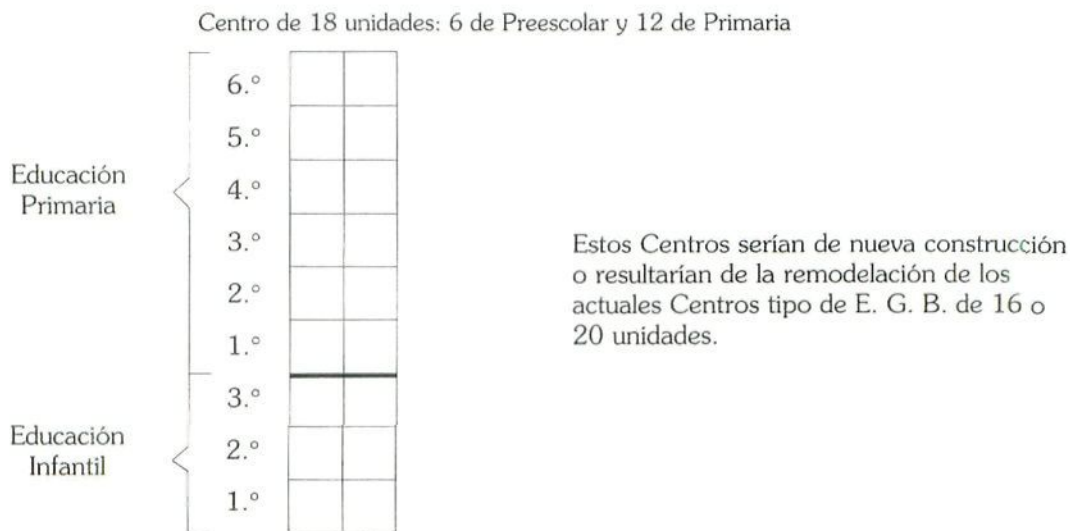 Centro de 18 unidades: 6 de Preescolar y 12 de Primaria
Educación
Primaria
6.º
5.º
4.º
3.º
2.º
1.º
Educación
Infantil
3.º
2.º
1.º
Estos Centros serían de nueva construcción
o resultarían de la remodelación de los
actuales Centros tipo de E. G. B. de 16 o
20 unidades.